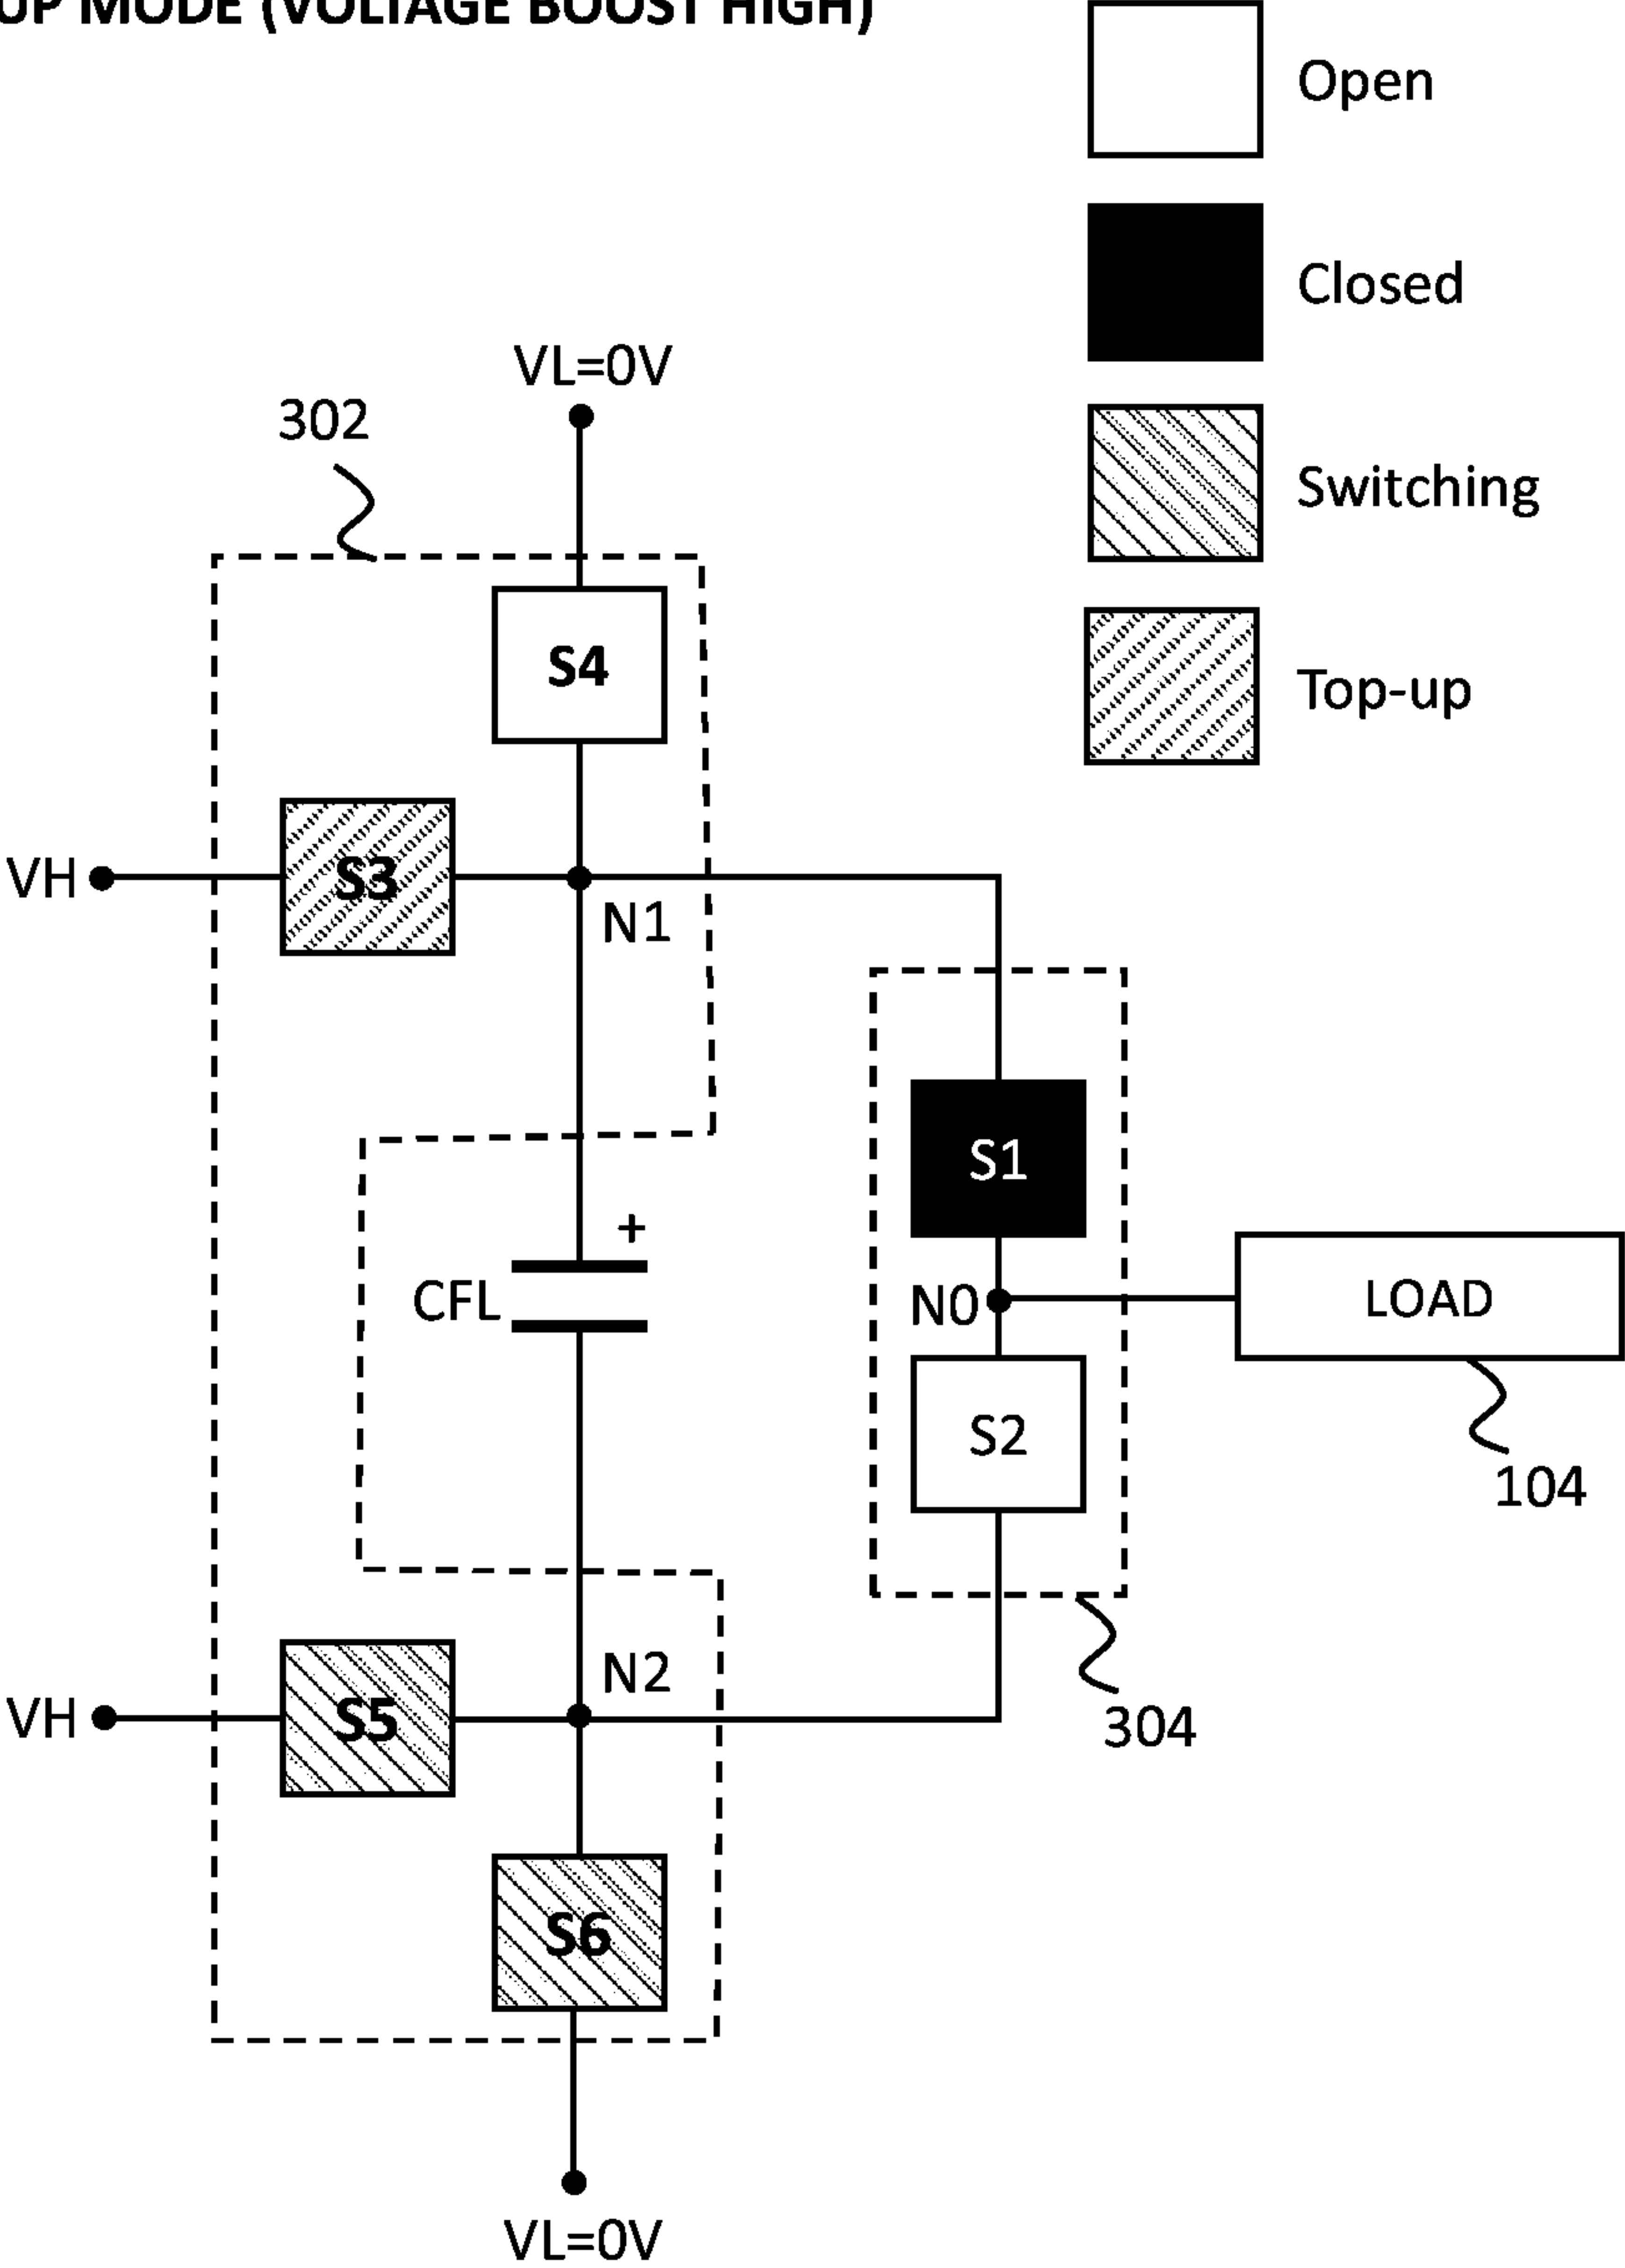 UP MODE (VOLTAGE BOOST HIGH)
Open
Closed
Switching
Top-up
VL=0V
302
S4
VH
S3
N1
S1
+
CFL
N0
LOAD
S2
104
N2
VH
S5
304
S6
VL=0V